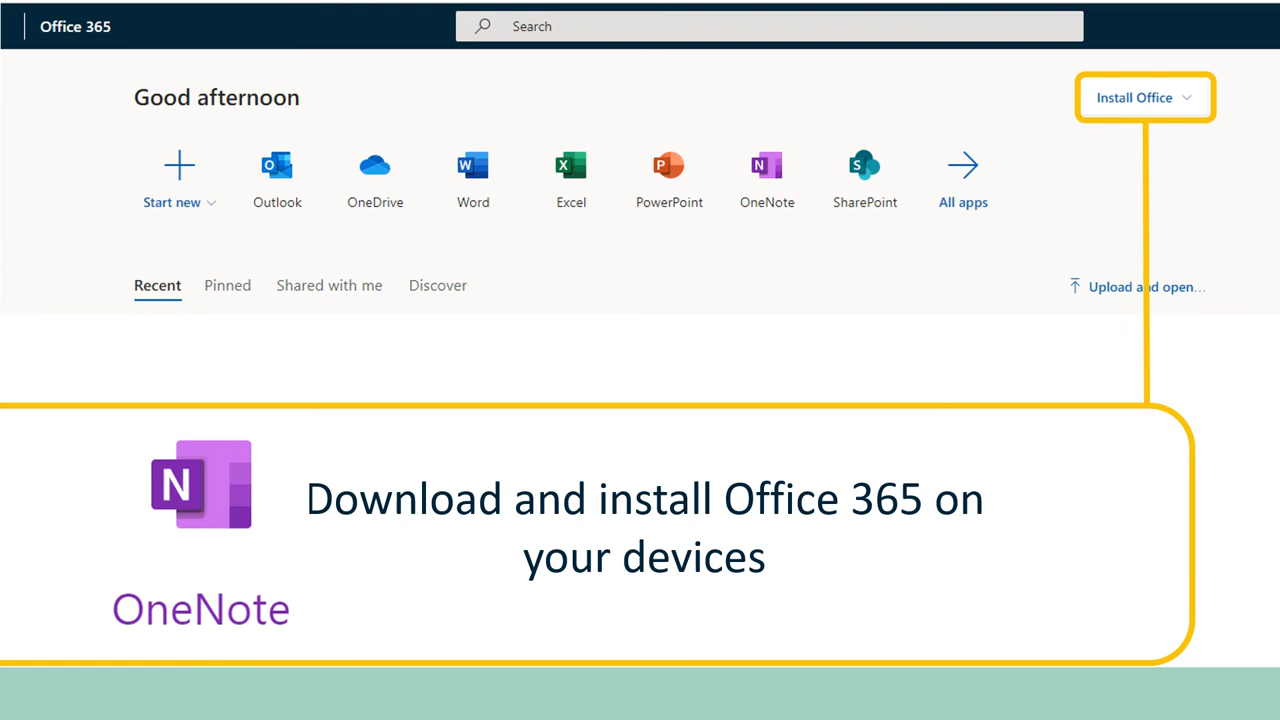 Office 365
Search
Good afternoon
Install Office
Start new
Outlook
OneDrive
Word
Excel
PowerPoint
OneNote
SharePoint
All apps
Recent
Pinned
Shared with me
Discover
Upload and open...
Download and install Office 365 on
your devices
OneNote